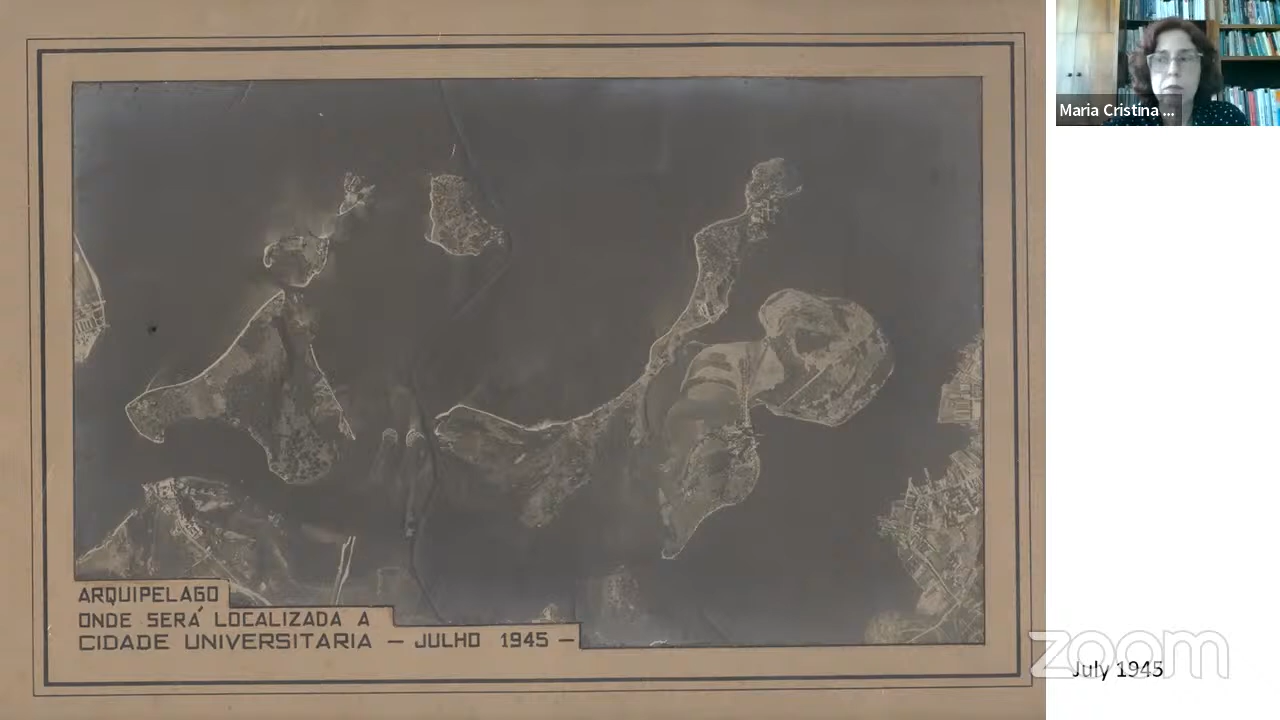 Maria Cristina ...
ARQUIPELAGO
ONDE SERÁ LOCALIZADA A
CIDADE UNIVERSITARIA — JULHO 1945 —
zoom
July 1945